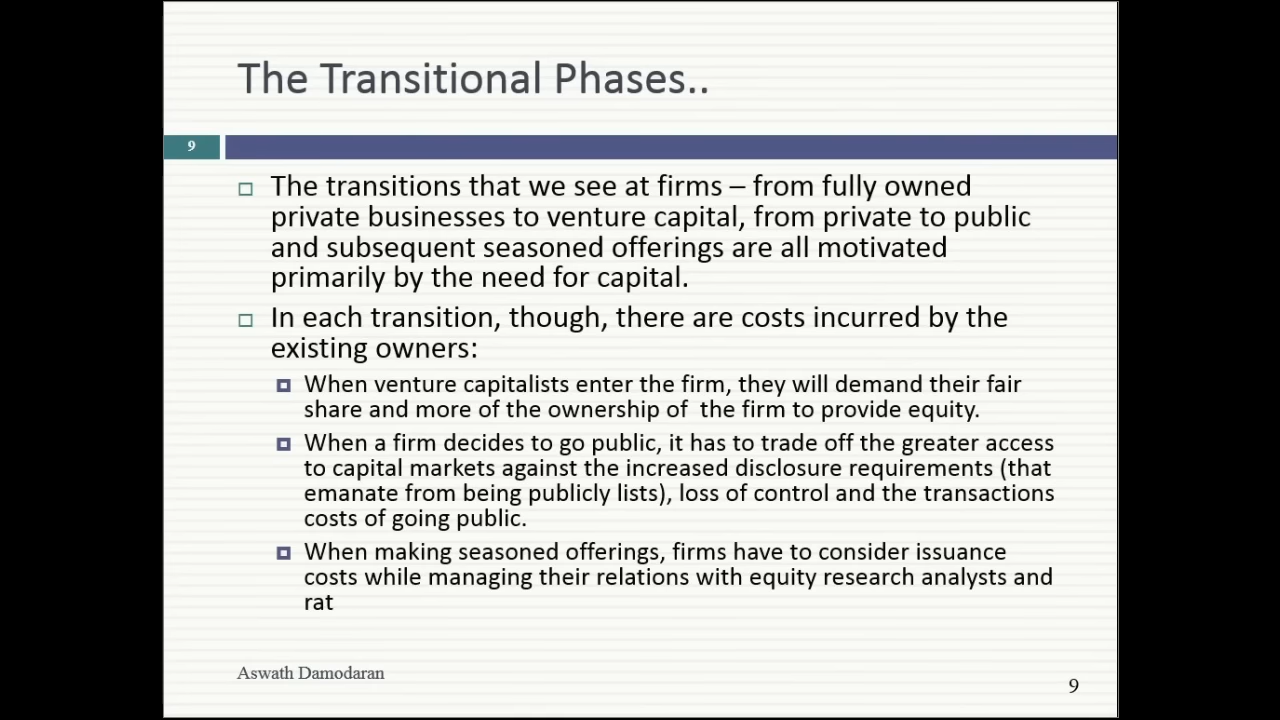 The Transitional Phases..
9
The transitions that we see at firms – from fully owned
private businesses to venture capital, from private to public
and subsequent seasoned offerings are all motivated
primarily by the need for capital.
In each transition, though, there are costs incurred by the
existing owners:
When venture capitalists enter the firm, they will demand their fair
share and more of the ownership of  the firm to provide equity.
When a firm decides to go public, it has to trade off the greater access
to capital markets against the increased disclosure requirements (that
emanate from being publicly lists), loss of control and the transactions
costs of going public.
When making seasoned offerings, firms have to consider issuance
costs while managing their relations with equity research analysts and
rat
Aswath Damodaran
9